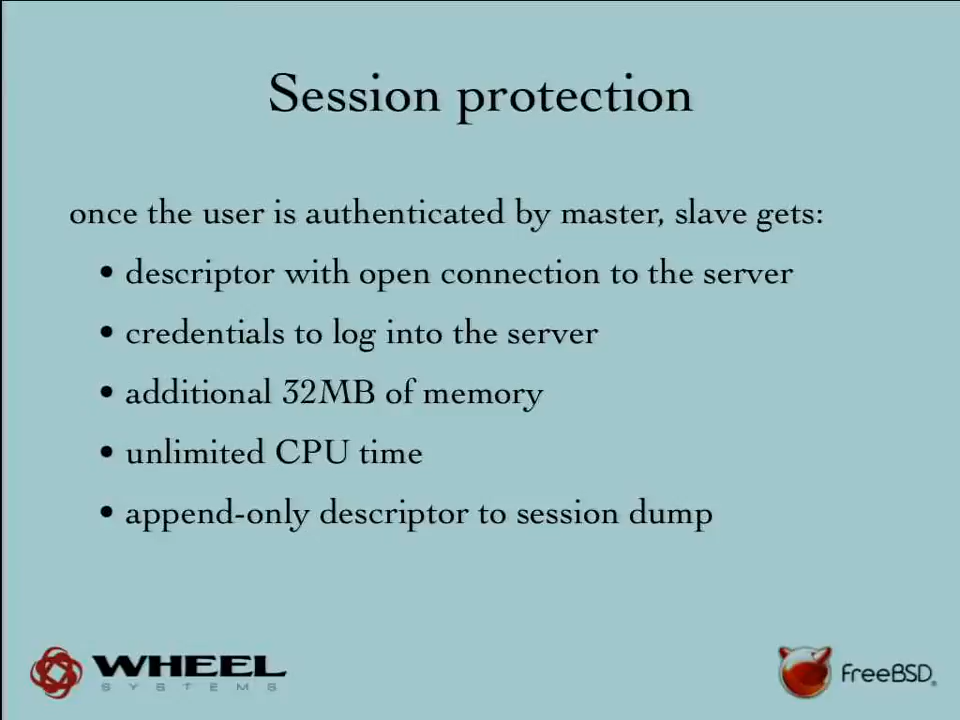 Session protection
once the user is authenticated by master, slave gets:
• descriptor with open connection to the server
• credentials to log into the server
• additional 32MB of memory
• unlimited CPU time
• append-only descriptor to session dump
WHEEL
SYSTEMS
FreeBSD®